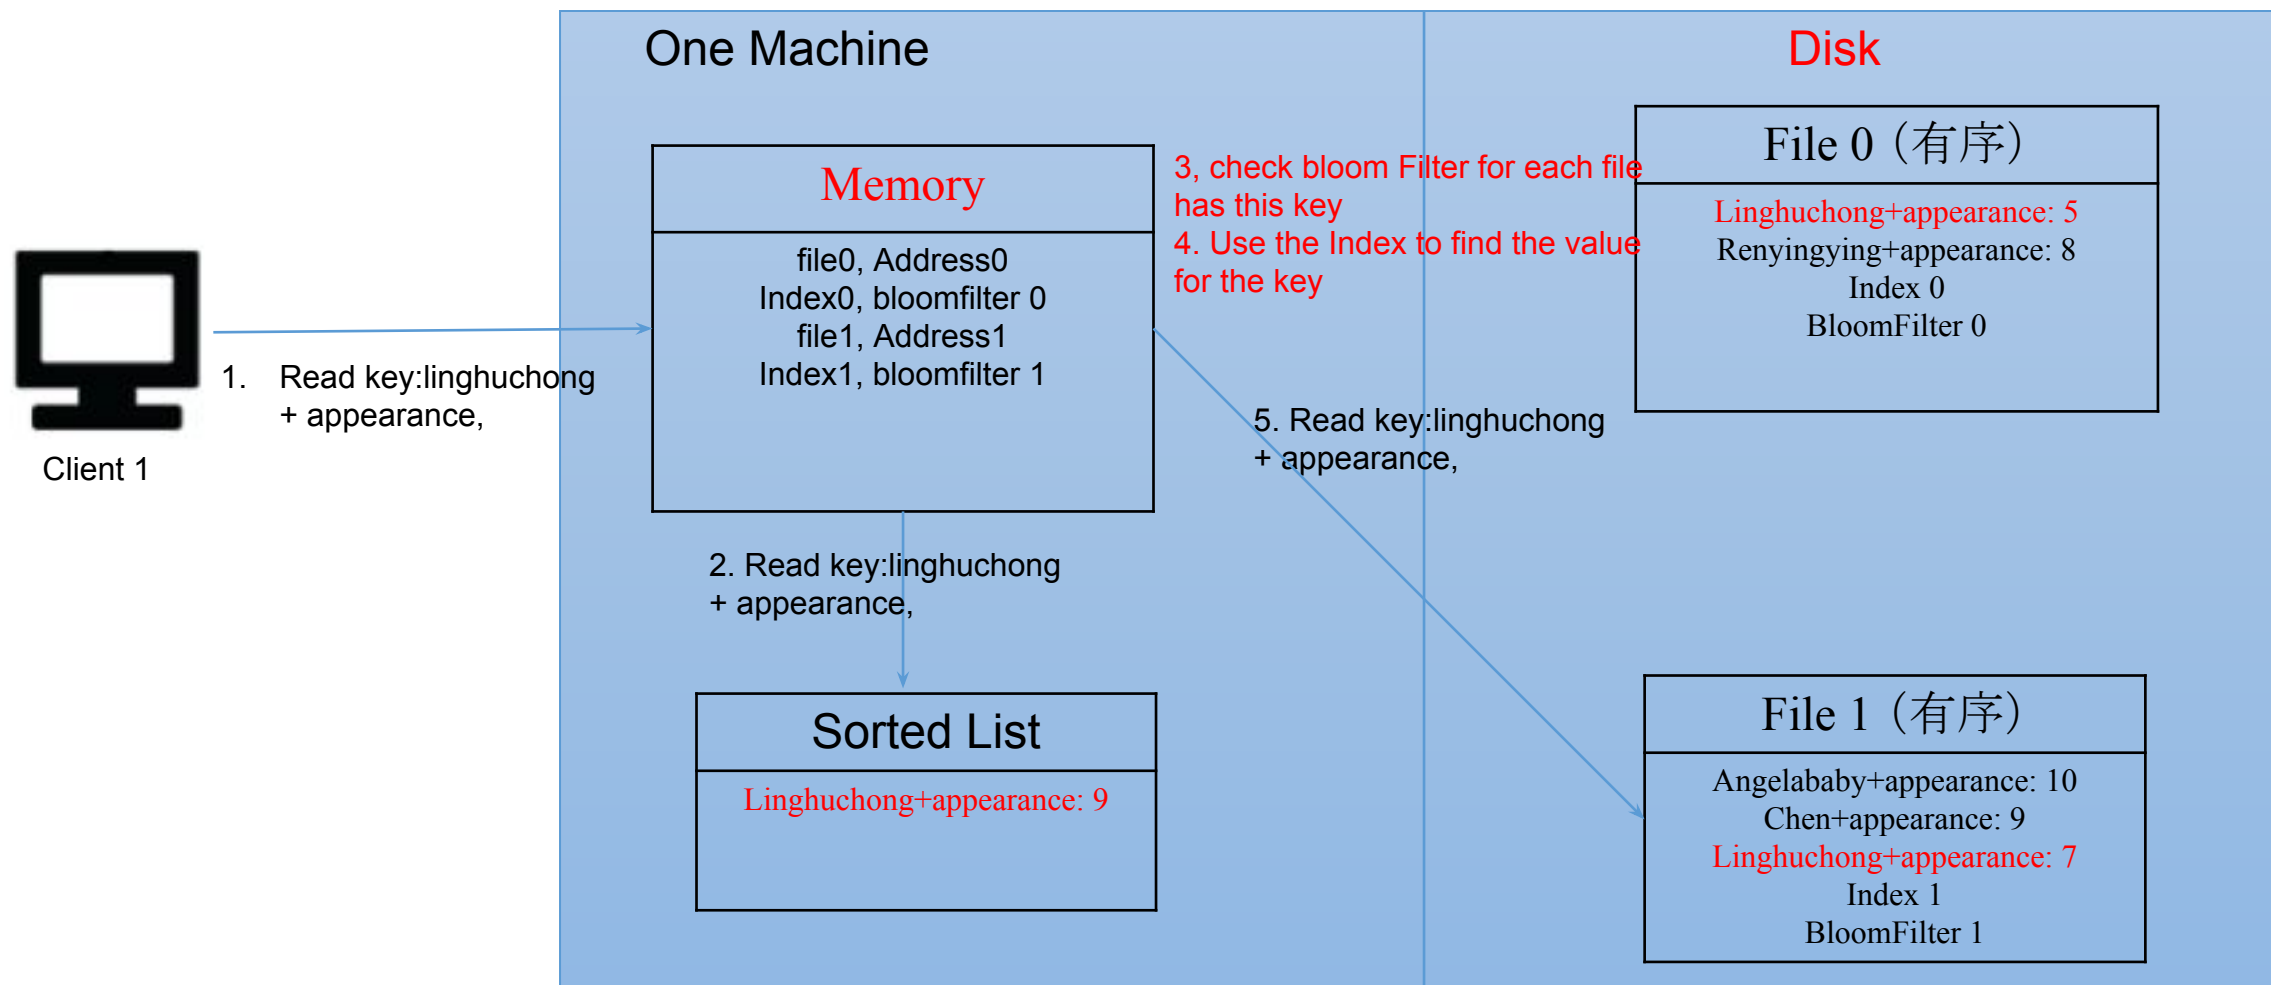 One Machine
Disk
Client 1
1. Read key:linghuchong
+ appearance,
Memory
file0, Address0
Index0, bloomfilter 0
file1, Address1
Index1, bloomfilter 1
2. Read key:linghuchong
+ appearance,
Sorted List
Linghuchong+appearance: 9
3, check bloom Filter for each file
has this key
4. Use the Index to find the value
for the key
5. Read key:linghuchong
+ appearance,
File 0（有序）
Linghuchong+appearance: 5
Renyingying+appearance: 8
Index 0
BloomFilter 0
File 1（有序）
Angelababy+appearance: 10
Chen+appearance: 9
Linghuchong+appearance: 7
Index 1
BloomFilter 1